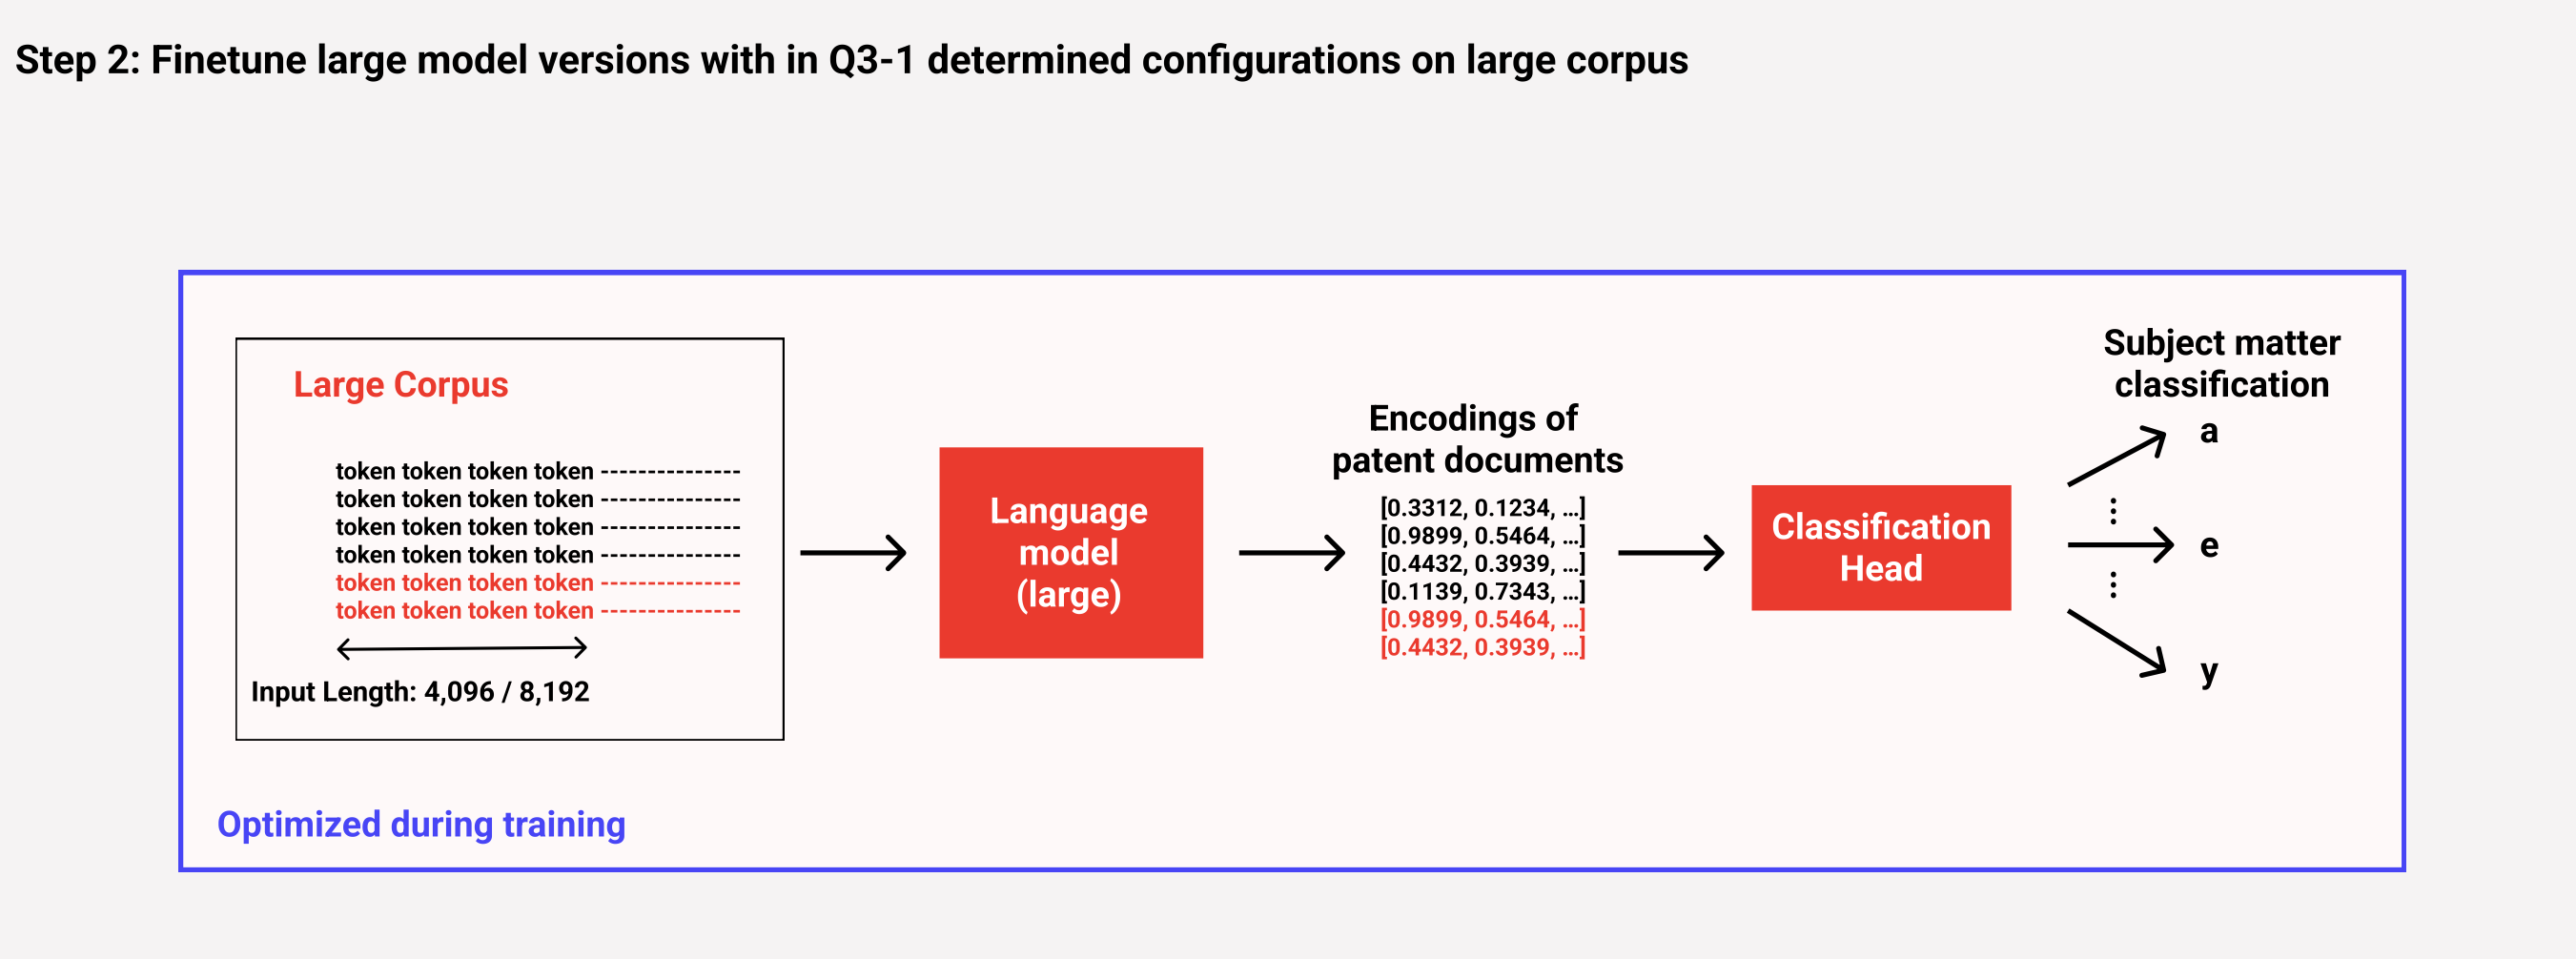 Step 2: Finetune large model versions with in Q3-1 determined configurations on large corpus
Large Corpus
token token token token ---------------
token token token token ---------------
token token token token ---------------
token token token token ---------------
token token token token ---------------
token token token token ---------------
Input Length: 4,096 / 8,192
Optimized during training
Language
model
(large)
Encodings of
patent documents
[0.3312, 0.1234, ...]
[0.9899, 0.5464, ...]
[0.4432, 0.3939, ...]
[0.1139, 0.7343, ...]
[0.9899, 0.5464, ...]
[0.4432, 0.3939, ...]
Classification
Head
Subject matter
classification
a
⋮
e
⋮
y